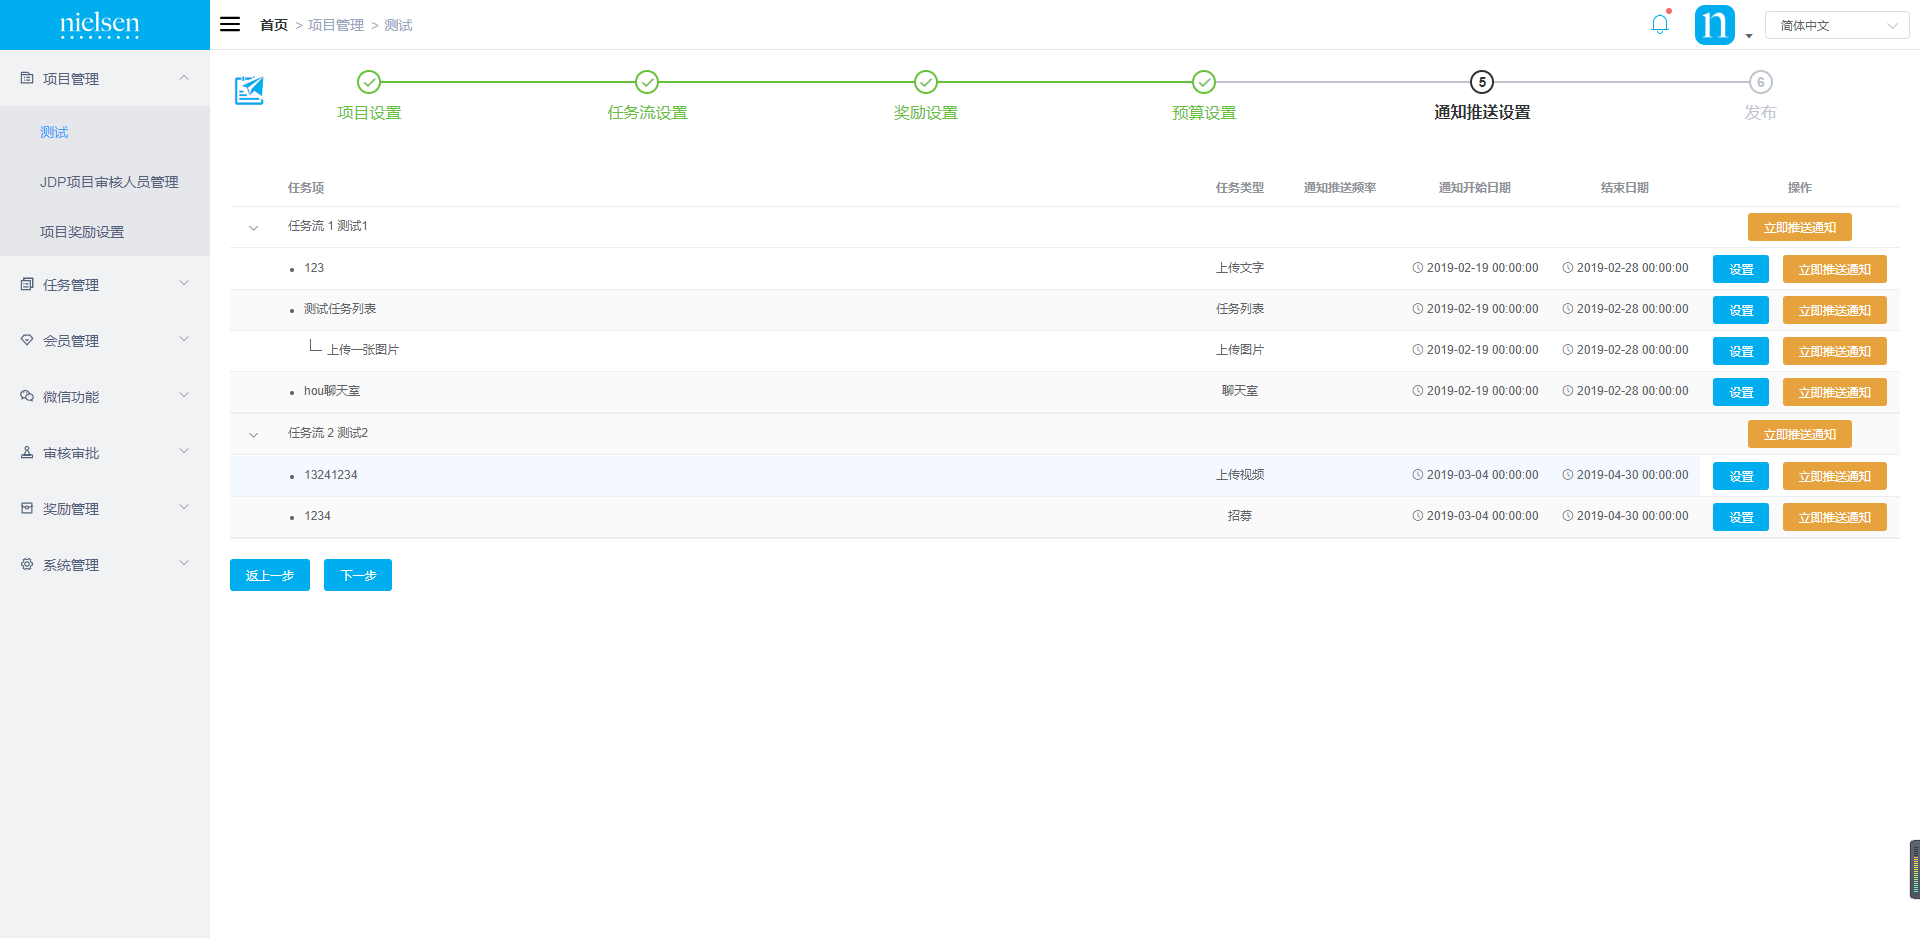 nielsen
首页 > 项目管理 > 测试
n
简体中文
项目管理
测试
JDP项目审核人员管理
项目奖励设置
任务管理
会员管理
微信功能
审核审批
奖励管理
系统管理
5 6
项目设置 任务流设置 奖励设置 预算设置 通知推送设置 发布
任务项 任务类型 通知推送频率 通知开始日期 结束日期 操作
任务流 1 测试1 立即推送通知
123 上传文字 2019-02-19 00:00:00 2019-02-28 00:00:00 设置 立即推送通知
测试任务列表 任务列表 2019-02-19 00:00:00 2019-02-28 00:00:00 设置 立即推送通知
上传一张图片 上传图片 2019-02-19 00:00:00 2019-02-28 00:00:00 设置 立即推送通知
hou聊天室 聊天室 2019-02-19 00:00:00 2019-02-28 00:00:00 设置 立即推送通知
任务流 2 测试2 立即推送通知
13241234 上传视频 2019-03-04 00:00:00 2019-04-30 00:00:00 设置 立即推送通知
1234 招募 2019-03-04 00:00:00 2019-04-30 00:00:00 设置 立即推送通知
返上一步 下一步